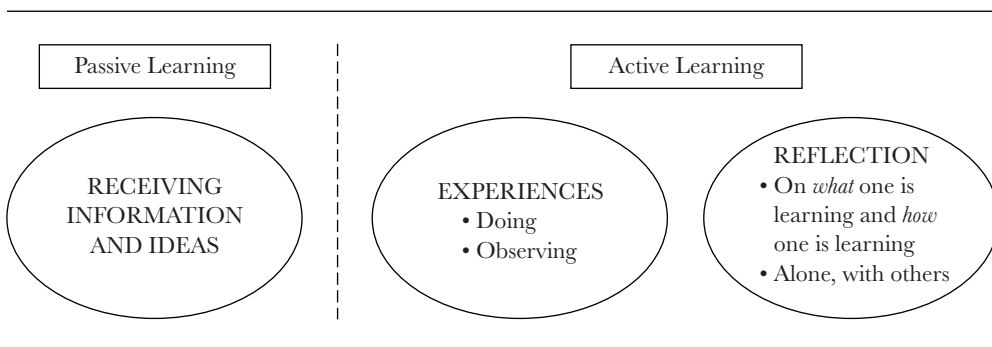 Passive Learning
Active Learning
RECEIVING
INFORMATION
AND IDEAS
EXPERIENCES
• Doing
• Observing
REFLECTION
• On what one is
learning and how
one is learning
• Alone, with others